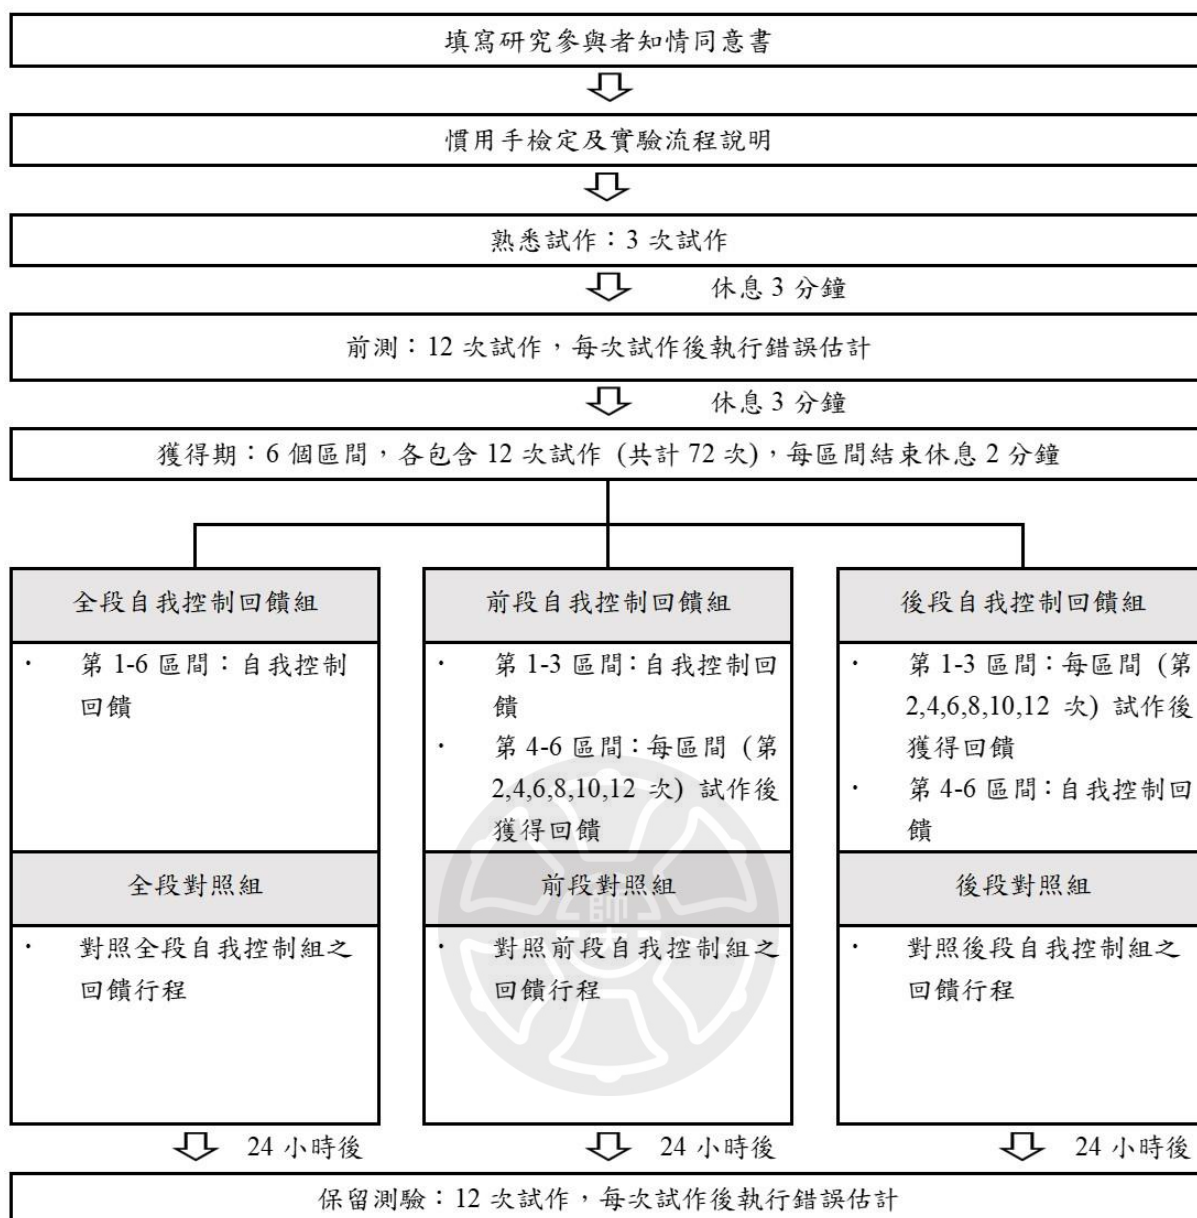 填寫研究參與者知情同意書
慣用手檢定及實驗流程說明
熟悉試作：3 次試作
休息 3 分鐘
前測：12 次試作，每次試作後執行錯誤估計
休息 3 分鐘
獲得期：6 個區間，各包含 12 次試作 (共計 72 次)，每區間結束休息 2 分鐘
全段自我控制回饋組
· 第 1-6 區間：自我控制
回饋
全段對照組
· 對照全段自我控制組之
回饋行程
前段自我控制回饋組
· 第 1-3 區間：自我控制回
饋
· 第 4-6 區間：每區間 (第
2,4,6,8,10,12 次) 試作後
獲得回饋
前段對照組
· 對照前段自我控制組之
回饋行程
後段自我控制回饋組
· 第 1-3 區間：每區間 (第
2,4,6,8,10,12 次) 試作後
獲得回饋
· 第 4-6 區間：自我控制回
饋
後段對照組
· 對照後段自我控制組之
回饋行程
24 小時後
24 小時後
24 小時後
保留測驗：12 次試作，每次試作後執行錯誤估計
師大